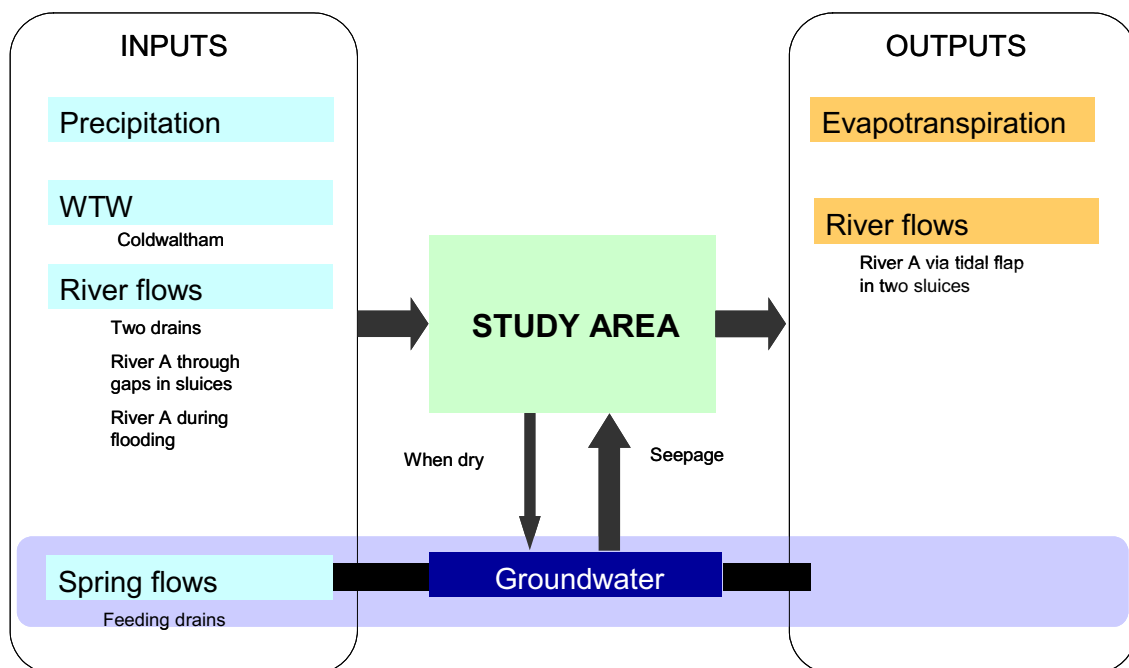 INPUTS
Precipitation
WTW
Coldwaltham
River flows
Two drains
River A through
gaps in sluices
River A during
flooding
Spring flows
Feeding drains
STUDY AREA
When dry
Seepage
Groundwater
OUTPUTS
Evapotranspiration
River flows
River A via tidal flap
in two sluices